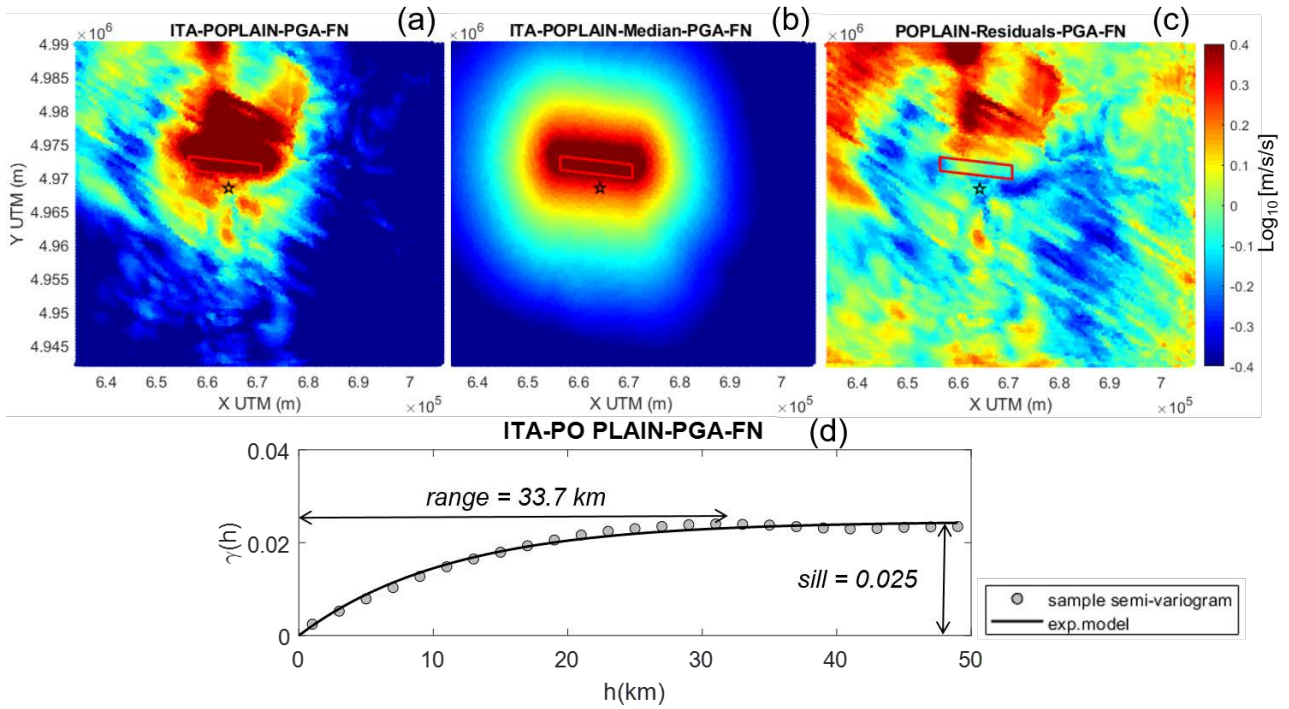 (a) (b) (c)
×10⁶ ITA-POPLAIN-PGA-FN
×10⁶ ITA-POPLAIN-Median-PGA-FN
×10⁶ POPLAIN-Residuals-PGA-FN
Y UTM (m)
4.99
4.985
4.98
4.975
4.97
4.965
4.96
4.955
4.95
4.945
6.4 6.5 6.6 6.7 6.8 6.9 7
X UTM (m) ×10⁵
6.4 6.5 6.6 6.7 6.8 6.9 7
X UTM (m) ×10⁵
6.4 6.5 6.6 6.7 6.8 6.9 7
X UTM (m) ×10⁵
0.4
0.3
0.2
0.1
0
-0.1
-0.2
-0.3
-0.4
Log₁₀ [m/s/s]
ITA-PO PLAIN-PGA-FN (d)
0.04
0.02
0
γ(h)
range = 33.7 km
sill = 0.025
0 10 20 30 40 50
h(km)
sample semi-variogram
exp.model